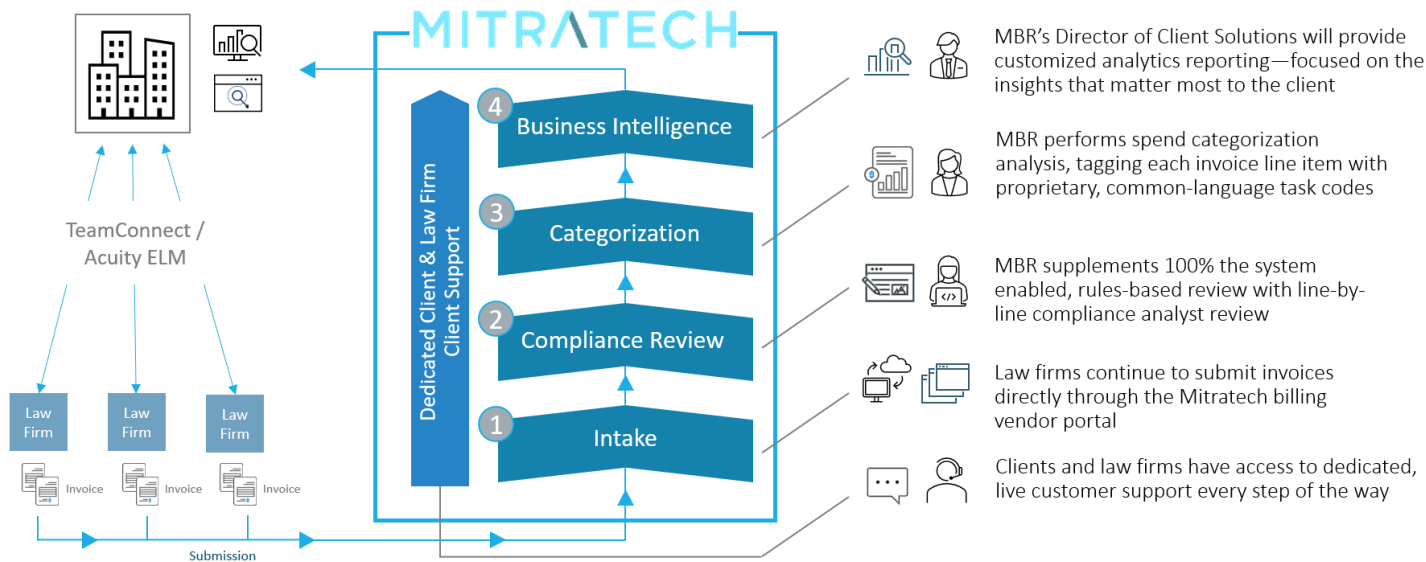 MITRATECH
TeamConnect /
Acuity ELM
Law
Firm
Law
Firm
Law
Firm
Invoice
Invoice
Invoice
Submission
Dedicated Client & Law Firm
Client Support
4
Business Intelligence
3
Categorization
2
Compliance Review
1
Intake
MBR’s Director of Client Solutions will provide
customized analytics reporting—focused on the
insights that matter most to the client
MBR performs spend categorization
analysis, tagging each invoice line item with
proprietary, common-language task codes
MBR supplements 100% the system
enabled, rules-based review with line-by-
line compliance analyst review
Law firms continue to submit invoices
directly through the Mitratech billing
vendor portal
Clients and law firms have access to dedicated,
live customer support every step of the way